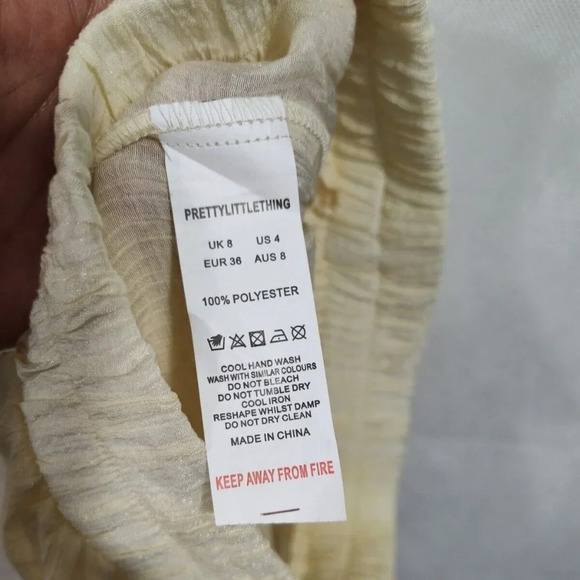 PRETTYLITTLETHING
UK 8 US 4
EUR 36 AUS 8
100% POLYESTER
COOL HAND WASH
WASH WITH SIMILAR COLOURS
DO NOT BLEACH
DO NOT TUMBLE DRY
COOL IRON
RESHAPE WHILST DAMP
DO NOT DRY CLEAN
MADE IN CHINA
KEEP AWAY FROM FIRE